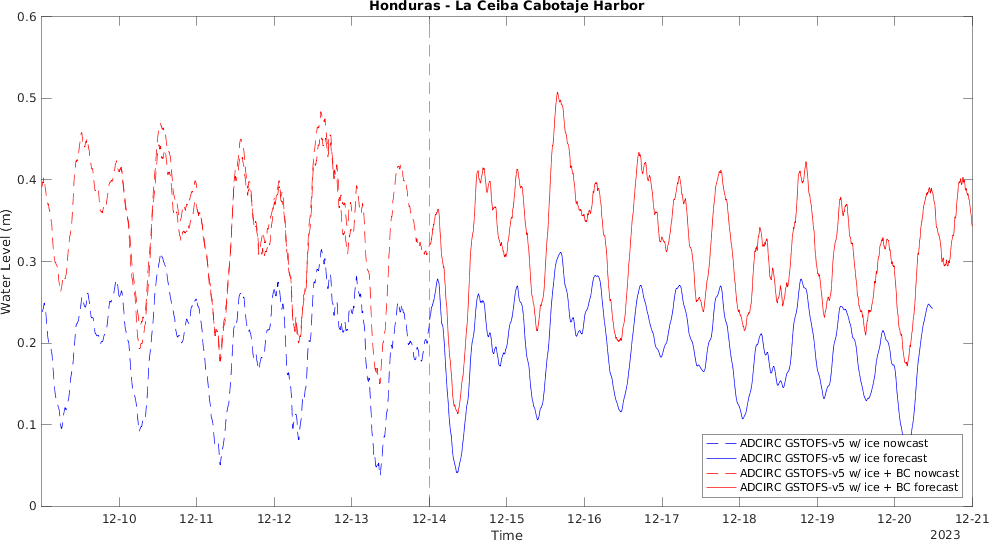 Honduras - La Ceiba Cabotaje Harbor
0.6
0.5
0.4
0.3
0.2
0.1
0
Water Level (m)
ADCIRC GSTOFS-v5 w/ ice nowcast
ADCIRC GSTOFS-v5 w/ ice forecast
ADCIRC GSTOFS-v5 w/ ice + BC nowcast
ADCIRC GSTOFS-v5 w/ ice + BC forecast
12-10 12-11 12-12 12-13 12-14 12-15 12-16 12-17 12-18 12-19 12-20 12-21
Time
2023